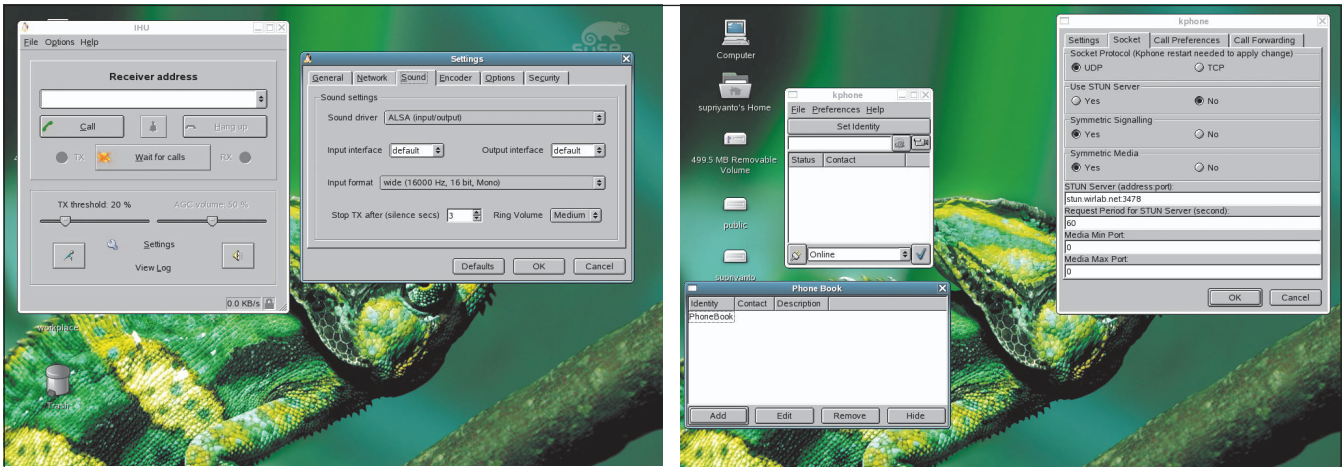 IHU
File Options Help
Receiver address
Call
Hang up
TX
Wait for calls
RX
TX threshold: 20 %
AGC volume: 50 %
Settings
View Log
0.0 KB/s
workplace
Trash
SUSE
Settings
General Network Sound Encoder Options Security
Sound settings
Sound driver ALSA (input/output)
Input interface default Output interface default
Input format wide (16000 Hz, 16 bit, Mono)
Stop TX after (silence secs) 3 Ring Volume Medium
Defaults OK Cancel
Computer
supriyanto's Home
499.5 MB Removable
Volume
public
supriyanto
kphone
File Preferences Help
Set Identity
Status Contact
Online
Phone Book
Identity Contact Description
PhoneBook
Add Edit Remove Hide
kphone
Settings Socket Call Preferences Call Forwarding
Socket Protocol (Kphone restart needed to apply change)
UDP TCP
Use STUN Server
Yes No
Symmetric Signalling
Yes No
Symmetric Media
Yes No
STUN Server (address:port):
stun.wirlab.net:3478
Request Period for STUN Server (second):
60
Media Min Port:
0
Media Max Port:
0
OK Cancel